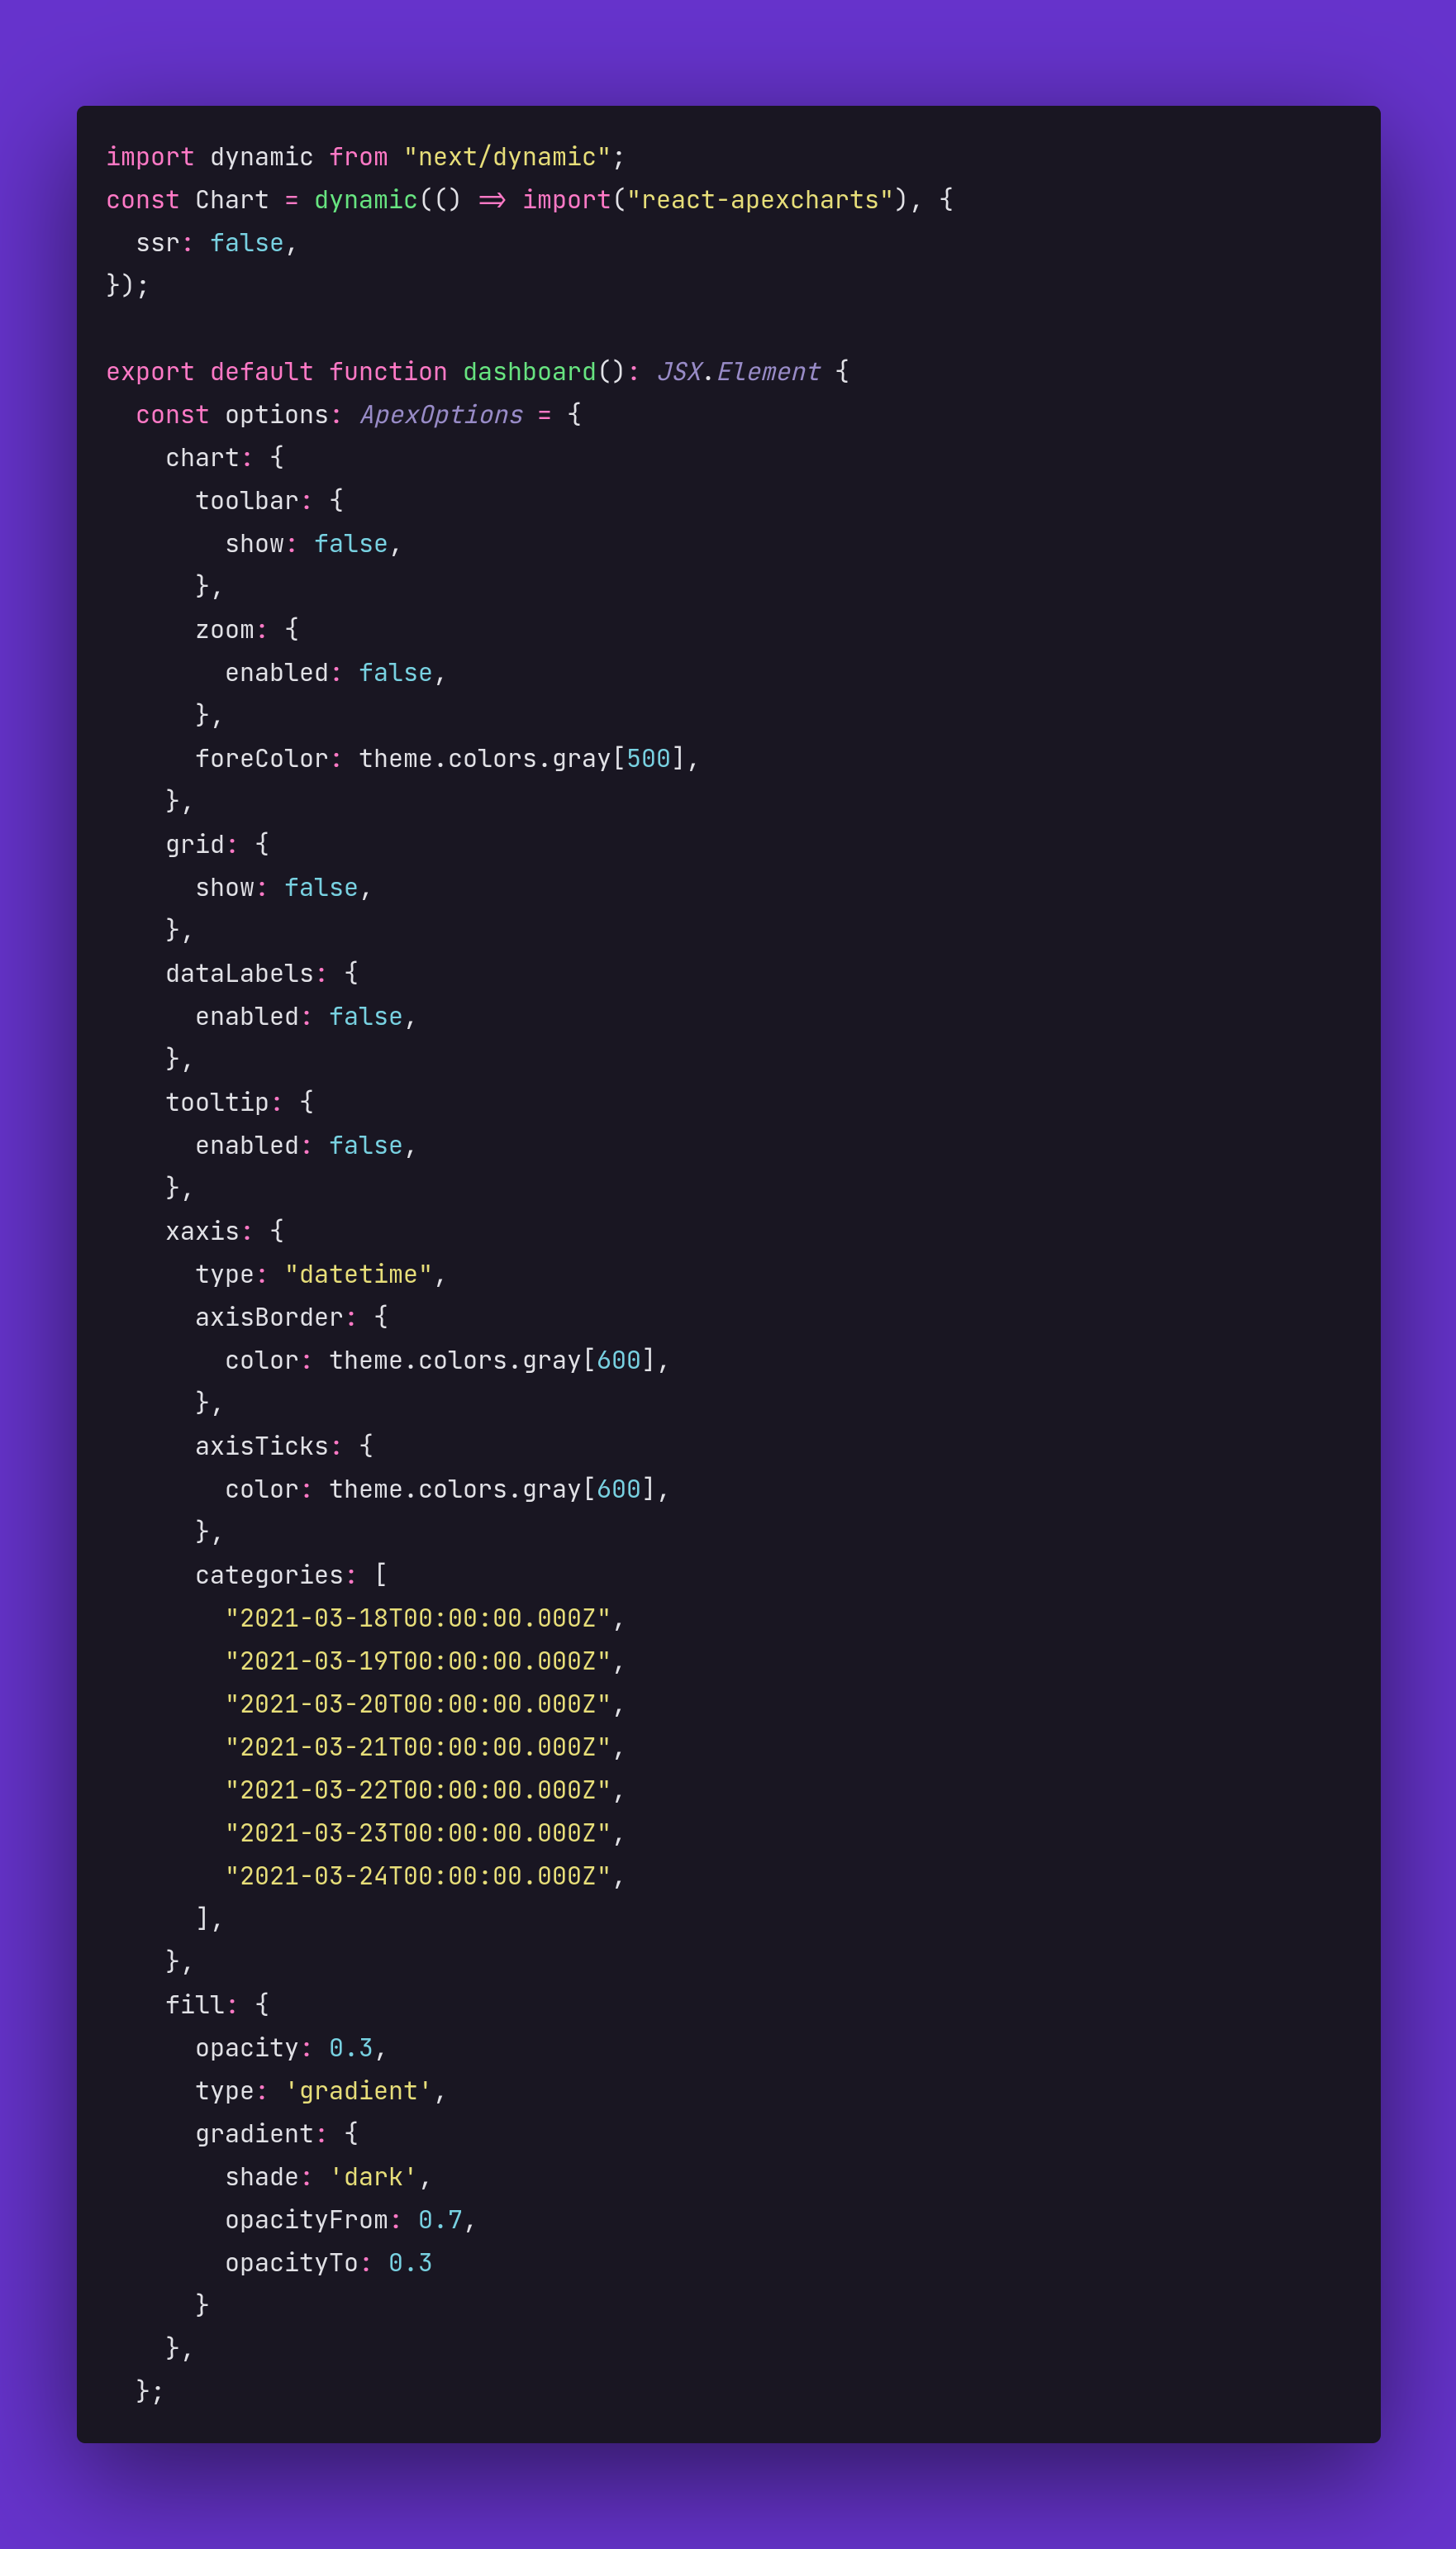 import dynamic from "next/dynamic";
const Chart = dynamic(() => import("react-apexcharts"), {
  ssr: false,
});

export default function dashboard(): JSX.Element {
  const options: ApexOptions = {
    chart: {
      toolbar: {
        show: false,
      },
      zoom: {
        enabled: false,
      },
      foreColor: theme.colors.gray[500],
    },
    grid: {
      show: false,
    },
    dataLabels: {
      enabled: false,
    },
    tooltip: {
      enabled: false,
    },
    xaxis: {
      type: "datetime",
      axisBorder: {
        color: theme.colors.gray[600],
      },
      axisTicks: {
        color: theme.colors.gray[600],
      },
      categories: [
        "2021-03-18T00:00:00.000Z",
        "2021-03-19T00:00:00.000Z",
        "2021-03-20T00:00:00.000Z",
        "2021-03-21T00:00:00.000Z",
        "2021-03-22T00:00:00.000Z",
        "2021-03-23T00:00:00.000Z",
        "2021-03-24T00:00:00.000Z",
      ],
    },
    fill: {
      opacity: 0.3,
      type: 'gradient',
      gradient: {
        shade: 'dark',
        opacityFrom: 0.7,
        opacityTo: 0.3
      }
    },
  };